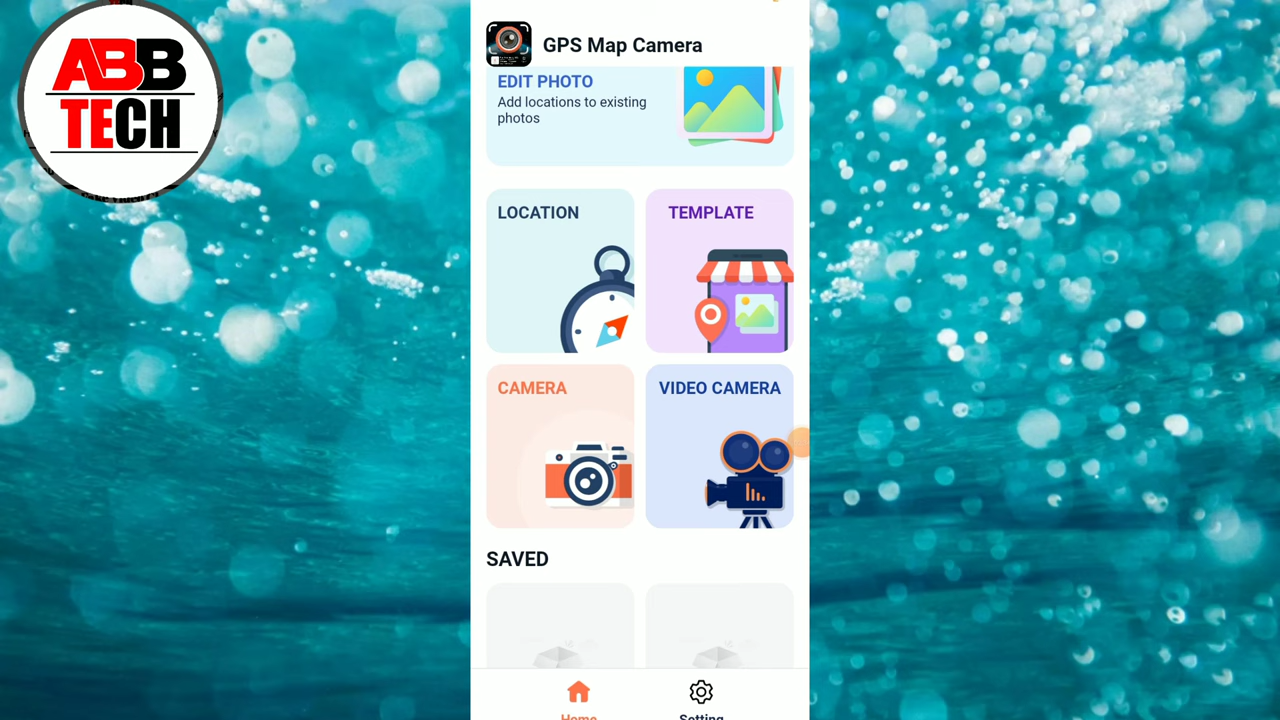 ABB
TECH
GPS Map Camera
EDIT PHOTO
Add locations to existing
photos
LOCATION
TEMPLATE
CAMERA
VIDEO CAMERA
SAVED
Home
Setting